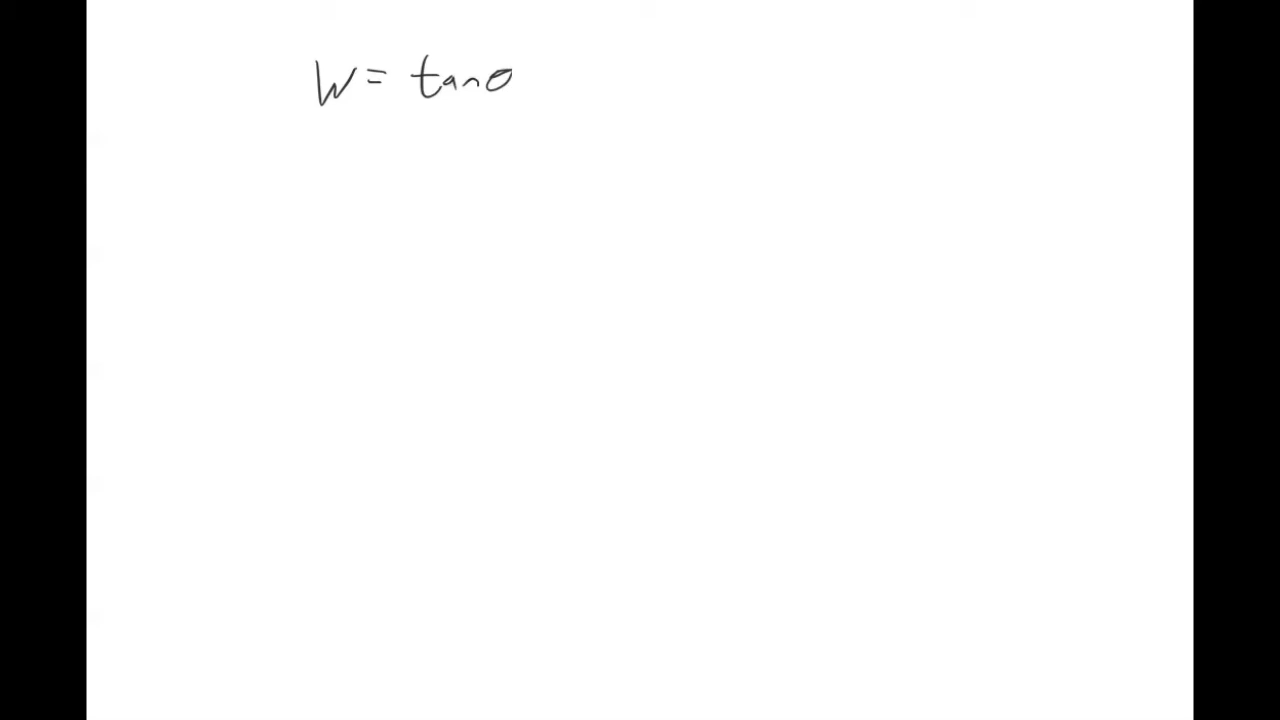 W = tanθ